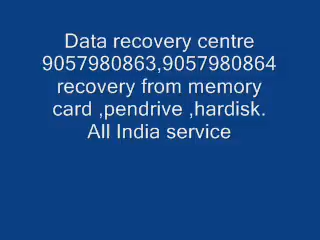 Data recovery centre
9057980863,9057980864
recovery from memory
card ,pendrive ,hardisk.
All India service